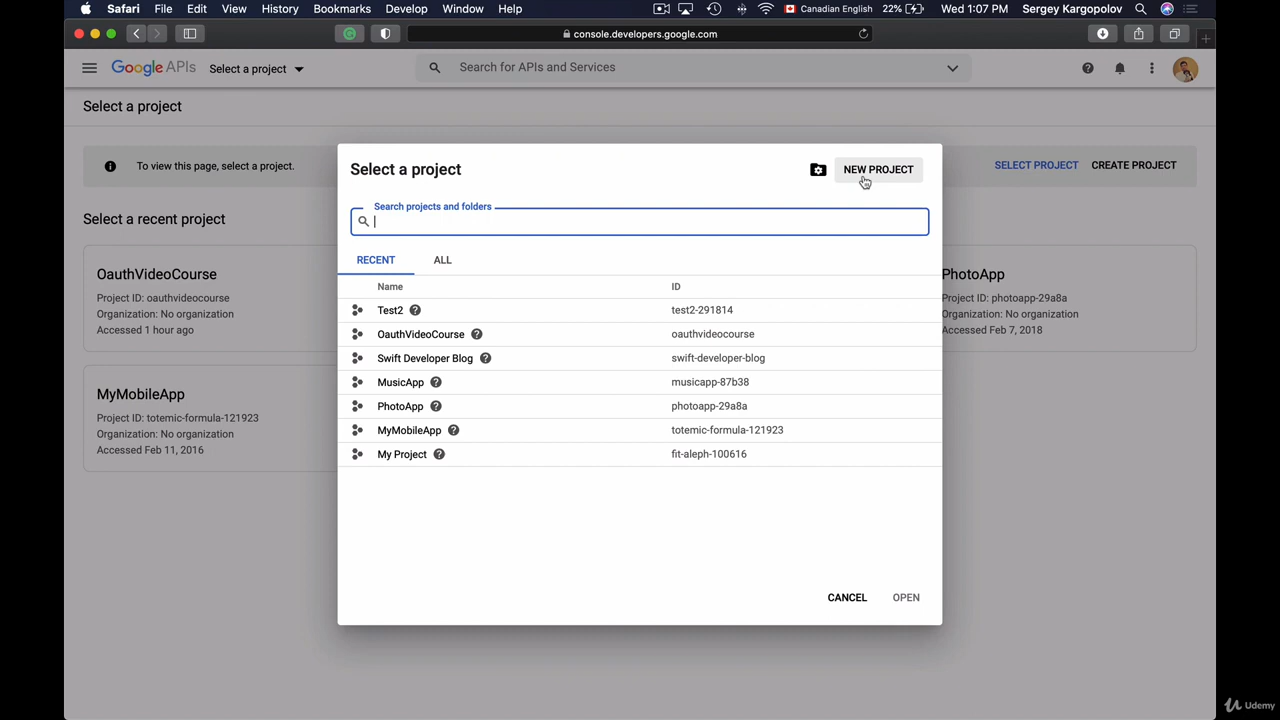 Safari File Edit View History Bookmarks Develop Window Help Canadian English 22% Wed 1:07 PM Sergey Kargopolov
console.developers.google.com
Google APIs Select a project Search for APIs and Services
Select a project
To view this page, select a project. SELECT PROJECT CREATE PROJECT
Select a recent project
OauthVideoCourse
Project ID: oauthvideocourse
Organization: No organization
Accessed 1 hour ago
PhotoApp
Project ID: photoapp-29a8a
Organization: No organization
Accessed Feb 7, 2018
MyMobileApp
Project ID: totemic-formula-121923
Organization: No organization
Accessed Feb 11, 2016
Select a project NEW PROJECT
Search projects and folders
RECENT ALL
Name ID
Test2 test2-291814
OauthVideoCourse oauthvideocourse
Swift Developer Blog swift-developer-blog
MusicApp musicapp-87b38
PhotoApp photoapp-29a8a
MyMobileApp totemic-formula-121923
My Project fit-aleph-100616
CANCEL OPEN
Udemy